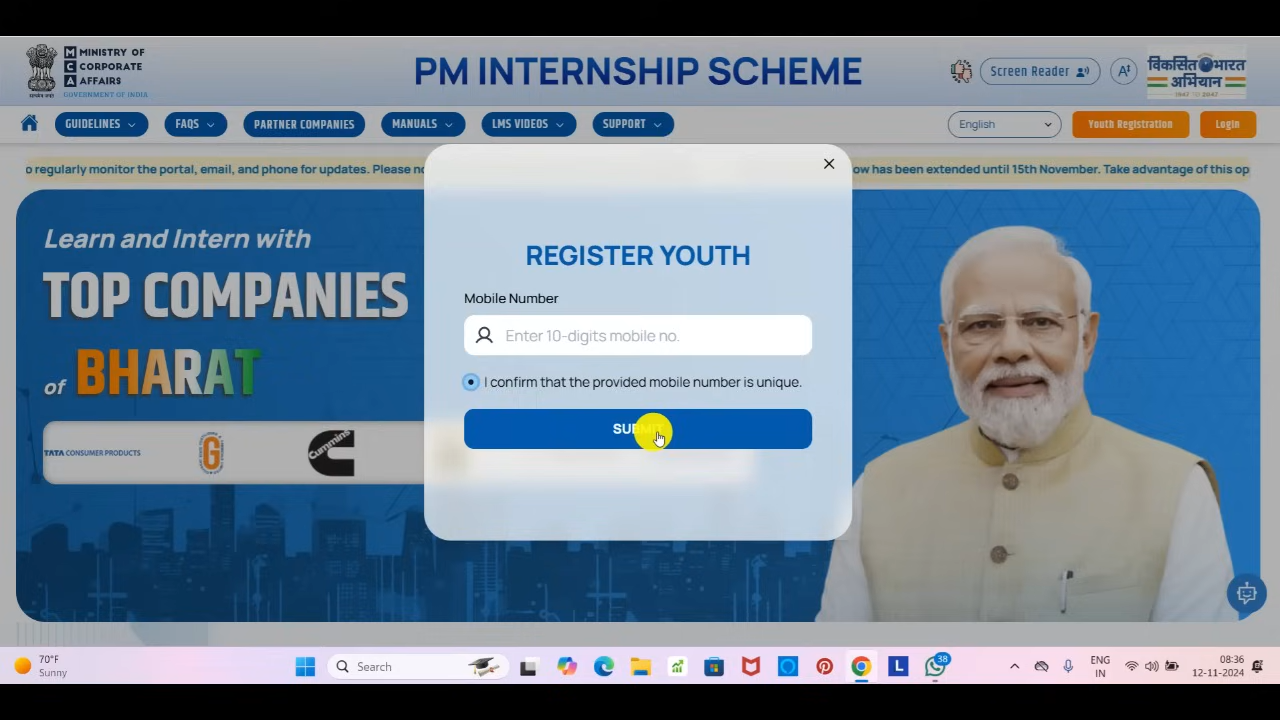 MINISTRY OF
CORPORATE
AFFAIRS
GOVERNMENT OF INDIA
M
C
A
PM INTERNSHIP SCHEME
Screen Reader
A
विकसित भारत
अभियान
GUIDELINES
FAQS
PARTNER COMPANIES
MANUALS
LMS VIDEOS
SUPPORT
English
Youth Registration
Login
o regularly monitor the portal, email, and phone for updates. Please no
ow has been extended until 15th November. Take advantage of this op
Learn and Intern with
TOP COMPANIES
of BHARAT
TATA CONSUMER PRODUCTS
G
Cummins
REGISTER YOUTH
Mobile Number
Enter 10-digits mobile no.
I confirm that the provided mobile number is unique.
SUBMIT
70°F
Sunny
Search
L
38
ENG
IN
08:36
12-11-2024